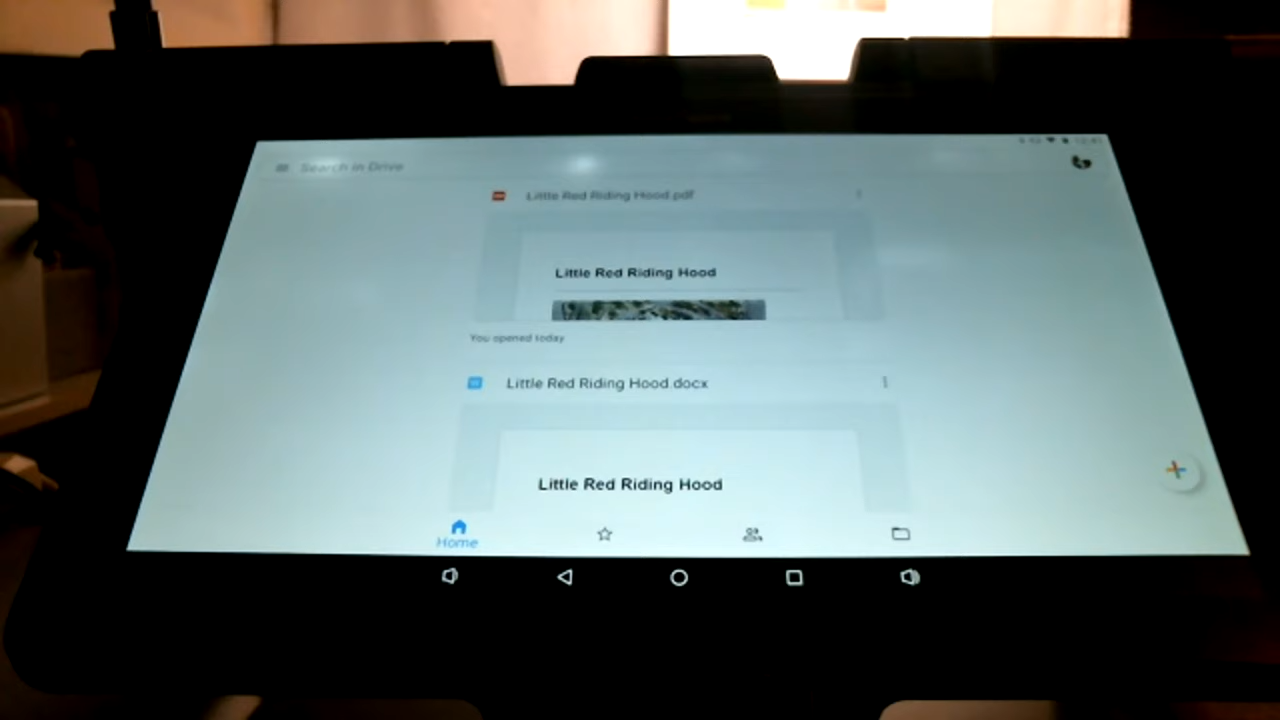 Search in Drive
Little Red Riding Hood.pdf
Little Red Riding Hood
You opened today
Little Red Riding Hood.docx
Little Red Riding Hood
Home